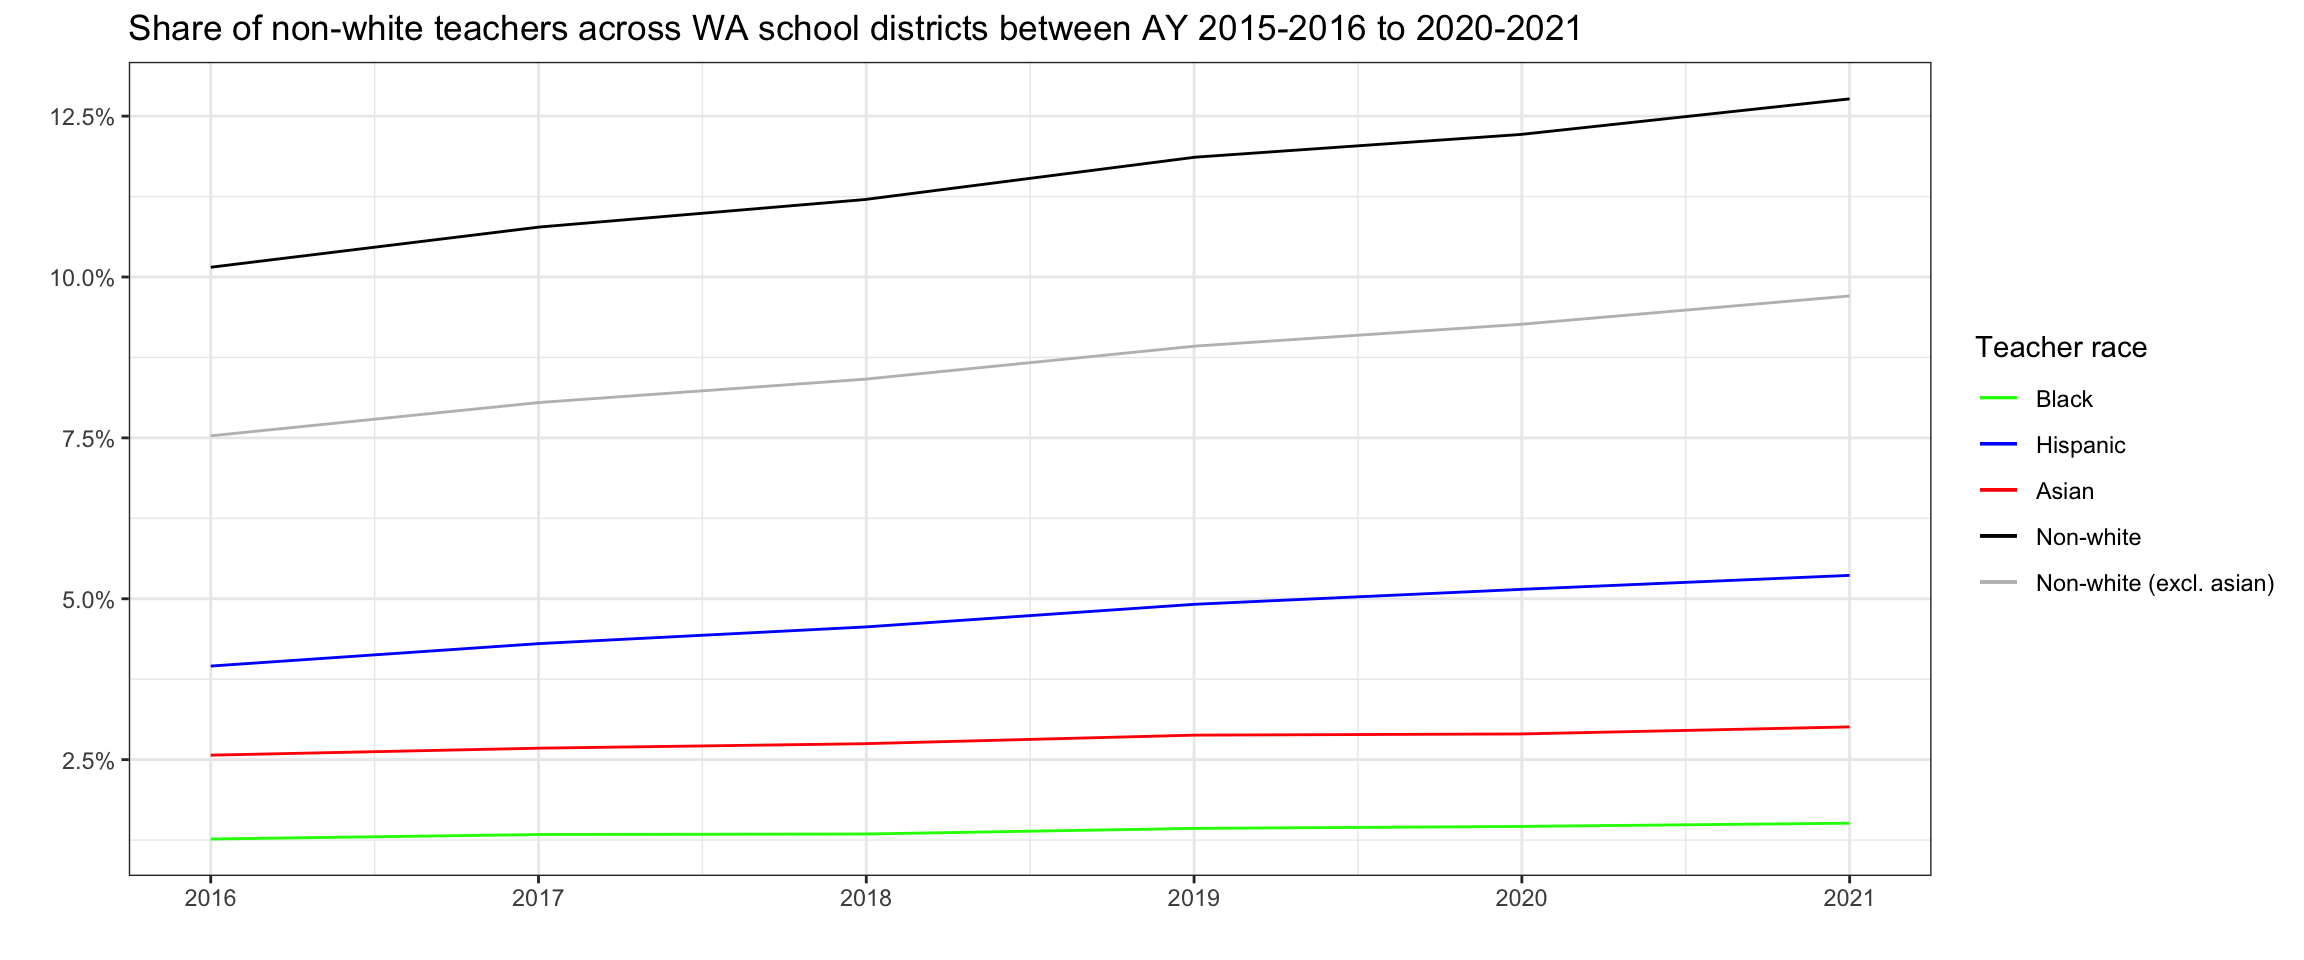 Share of non-white teachers across WA school districts between AY 2015-2016 to 2020-2021
12.5%
10.0%
7.5%
5.0%
2.5%
2016 2017 2018 2019 2020 2021
Teacher race
Black
Hispanic
Asian
Non-white
Non-white (excl. asian)